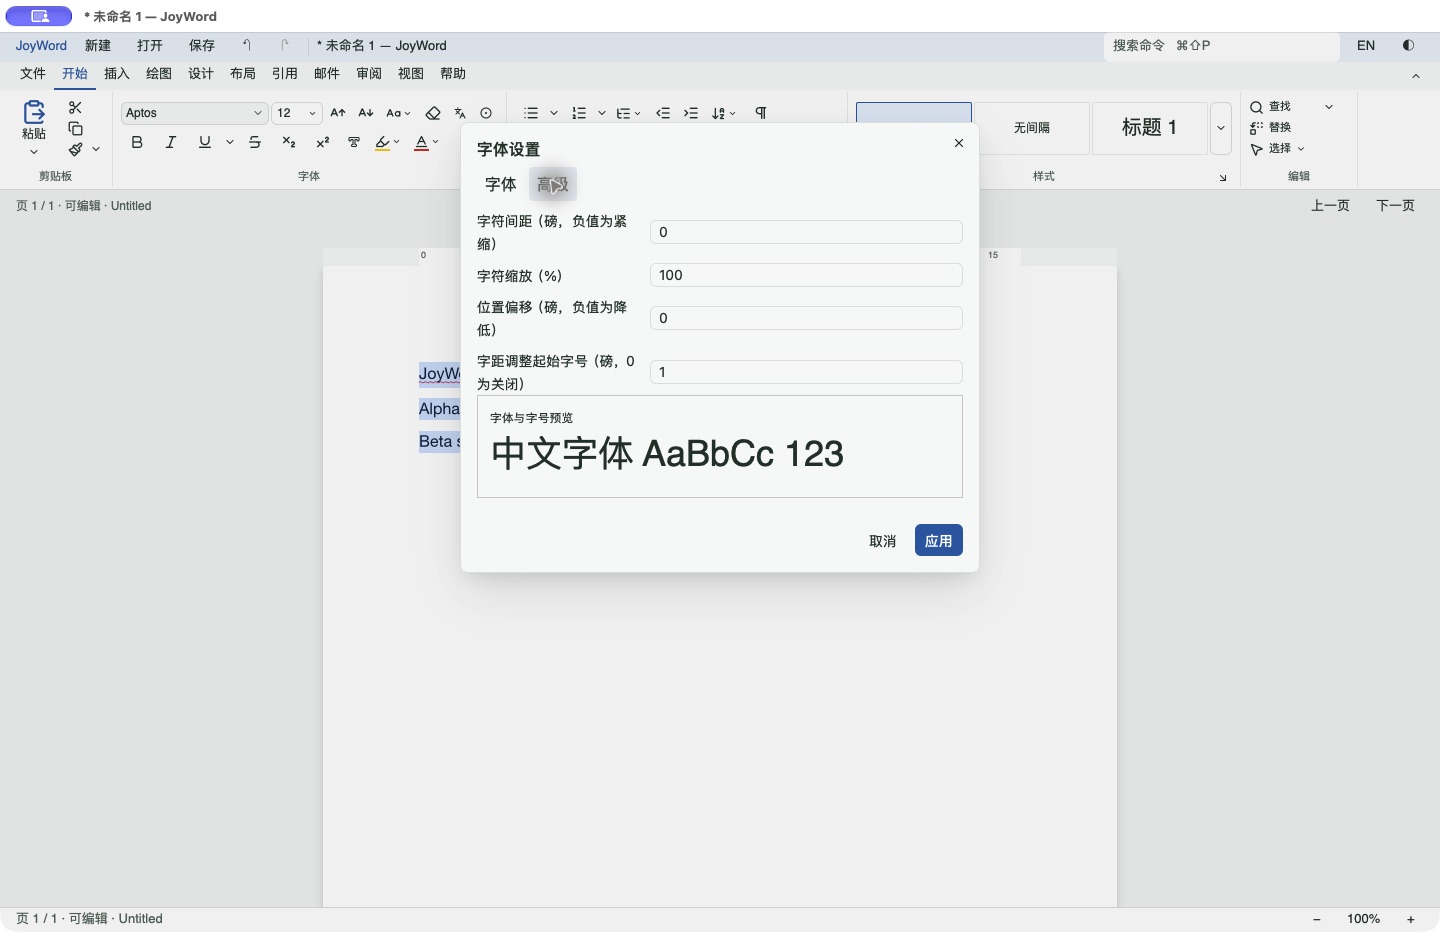 * 未命名 1 — JoyWord
JoyWord 新建 打开 保存 * 未命名 1 — JoyWord 搜索命令 ⌘⇧P EN
文件 开始 插入 绘图 设计 布局 引用 邮件 审阅 视图 帮助
粘贴
剪贴板
Aptos 12
字体
无间隔
标题 1
样式
查找
替换
选择
编辑
页 1 / 1 · 可编辑 · Untitled 上一页 下一页
0 15
字体设置
字体 高级
字符间距（磅，负值为紧
缩） 0
字符缩放（%） 100
位置偏移（磅，负值为降
低） 0
字距调整起始字号（磅，0
为关闭） 1
字体与字号预览
中文字体 AaBbCc 123
取消 应用
Alpha
Beta
页 1 / 1 · 可编辑 · Untitled − 100% +